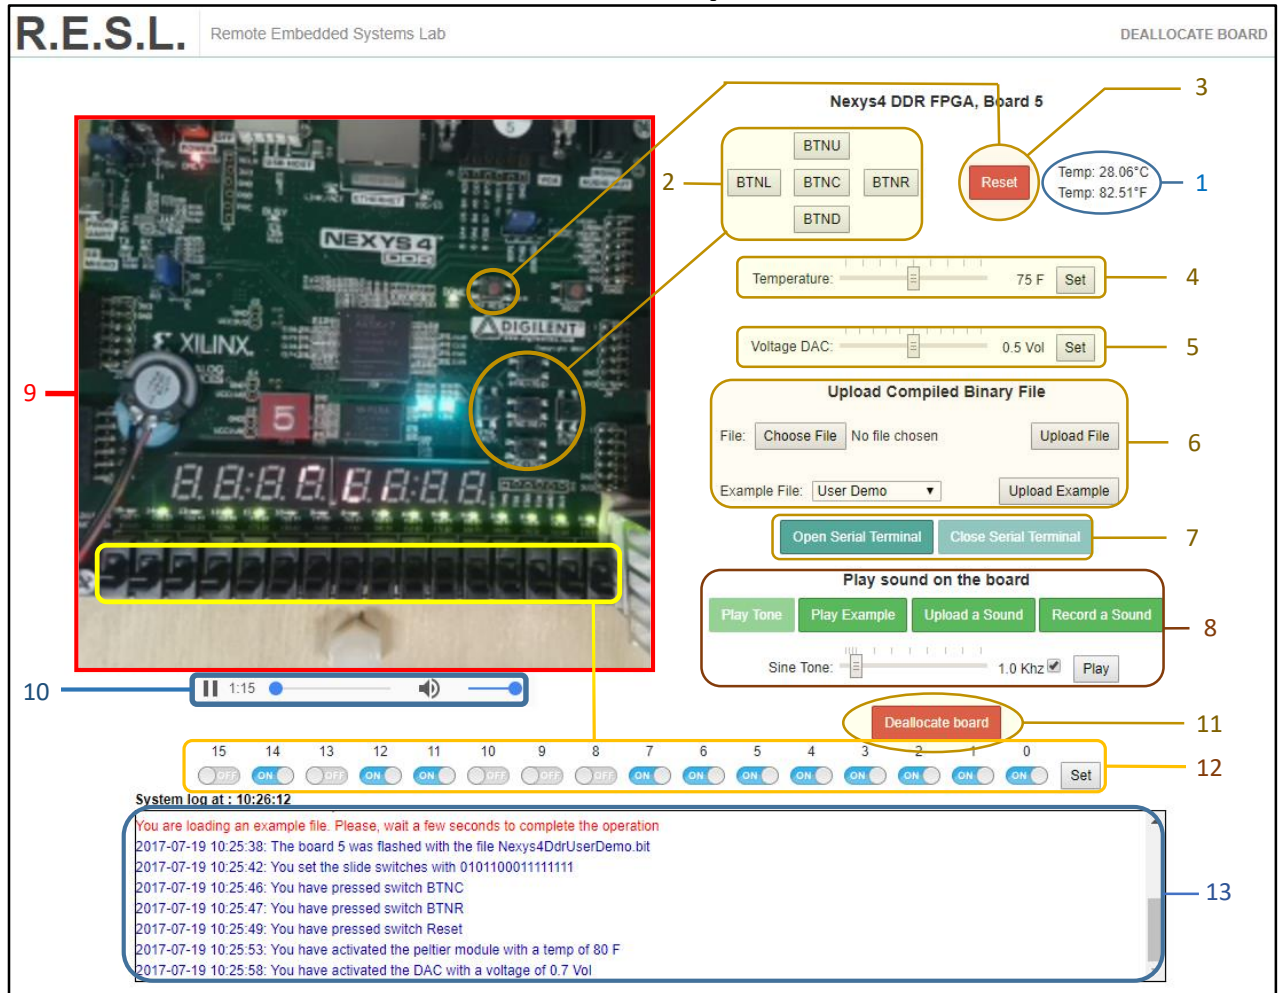 R.E.S.L.
Remote Embedded Systems Lab
DEALLOCATE BOARD
Nexys4 DDR FPGA, Board 5
3
BTNU
2
BTNL
BTNC
BTNR
Reset
Temp: 28.06°C
Temp: 82.51°F
1
BTND
5
POWER
USB HOST
ETHERNET
NEXYS 4
DDR
Temperature:
75 F
Set
4
DIGILENT
XILINX
Voltage DAC:
0.5 Vol
Set
5
9
5
Upload Compiled Binary File
File:
Choose File
No file chosen
Upload File
6
Example File:
User Demo
Upload Example
Open Serial Terminal
Close Serial Terminal
7
Play sound on the board
Play Tone
Play Example
Upload a Sound
Record a Sound
8
Sine Tone:
1.0 Khz
Play
10
1:15
Deallocate board
11
15 14 13 12 11 10 9 8 7 6 5 4 3 2 1 0
OFF ON OFF ON ON OFF OFF OFF ON ON ON ON ON ON ON ON
Set
12
System log at : 10:26:12
You are loading an example file. Please, wait a few seconds to complete the operation
2017-07-19 10:25:38: The board 5 was flashed with the file Nexys4DdrUserDemo.bit
2017-07-19 10:25:42: You set the slide switches with 0101100011111111
2017-07-19 10:25:46: You have pressed switch BTNC
2017-07-19 10:25:47: You have pressed switch BTNR
2017-07-19 10:25:49: You have pressed switch Reset
2017-07-19 10:25:53: You have activated the peltier module with a temp of 80 F
2017-07-19 10:25:58: You have activated the DAC with a voltage of 0.7 Vol
13